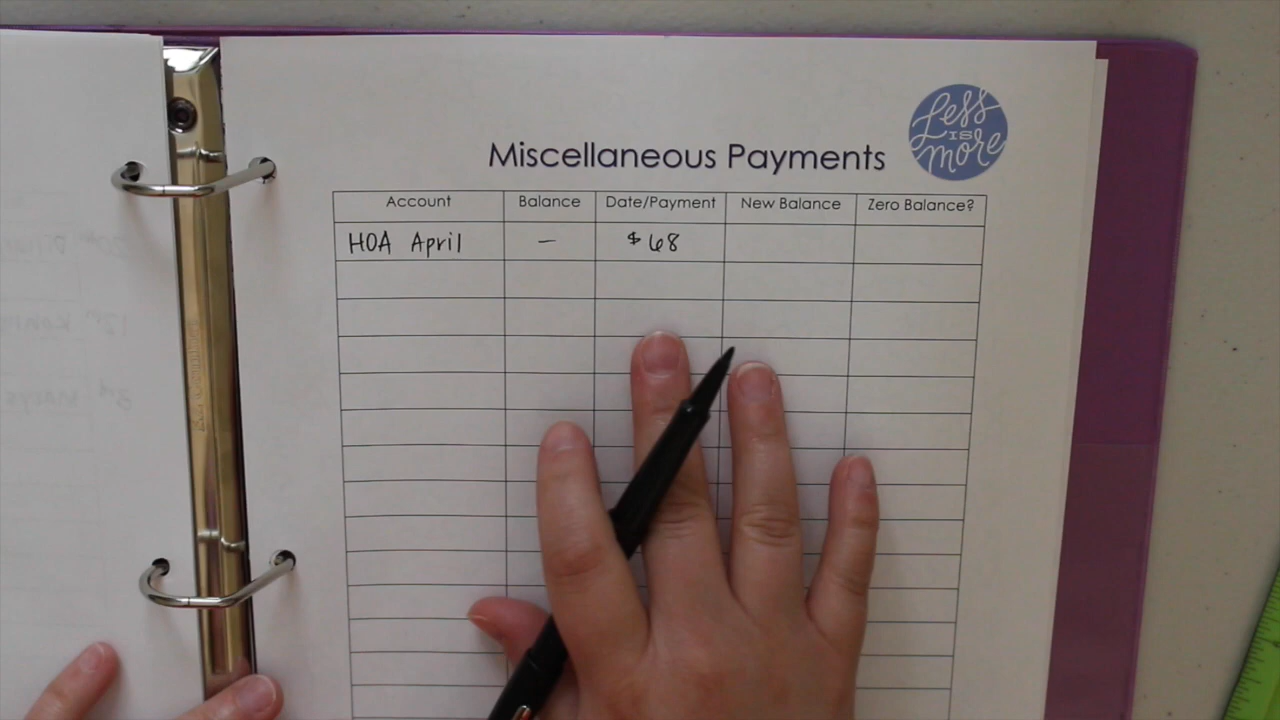 Less
is
more
Miscellaneous Payments
Account Balance Date/Payment New Balance Zero Balance?
HOA April — $68